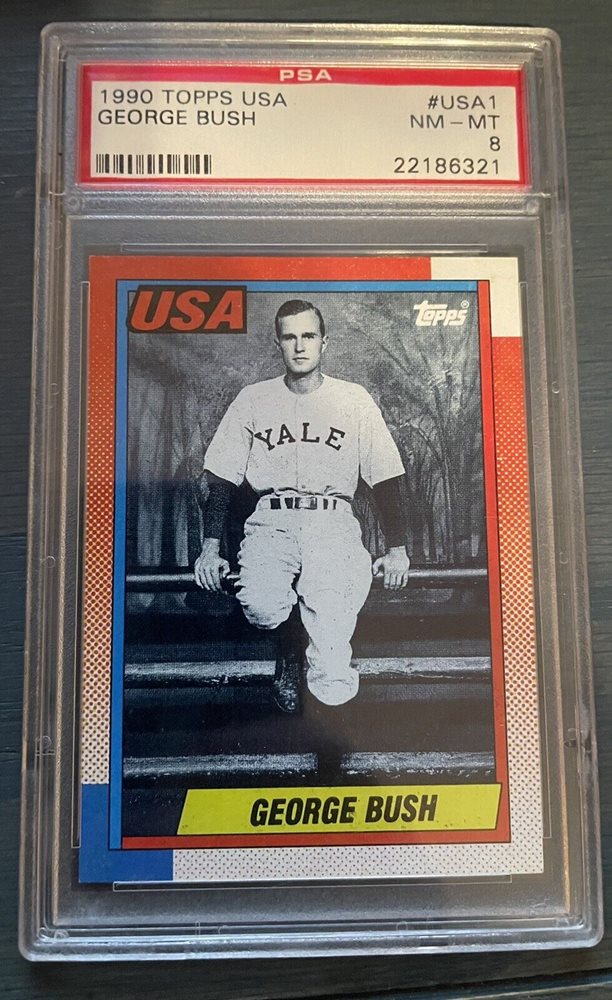 PSA
1990 TOPPS USA #USA1
GEORGE BUSH NM - MT
8
22186321
USA
Topps®
YALE
GEORGE BUSH